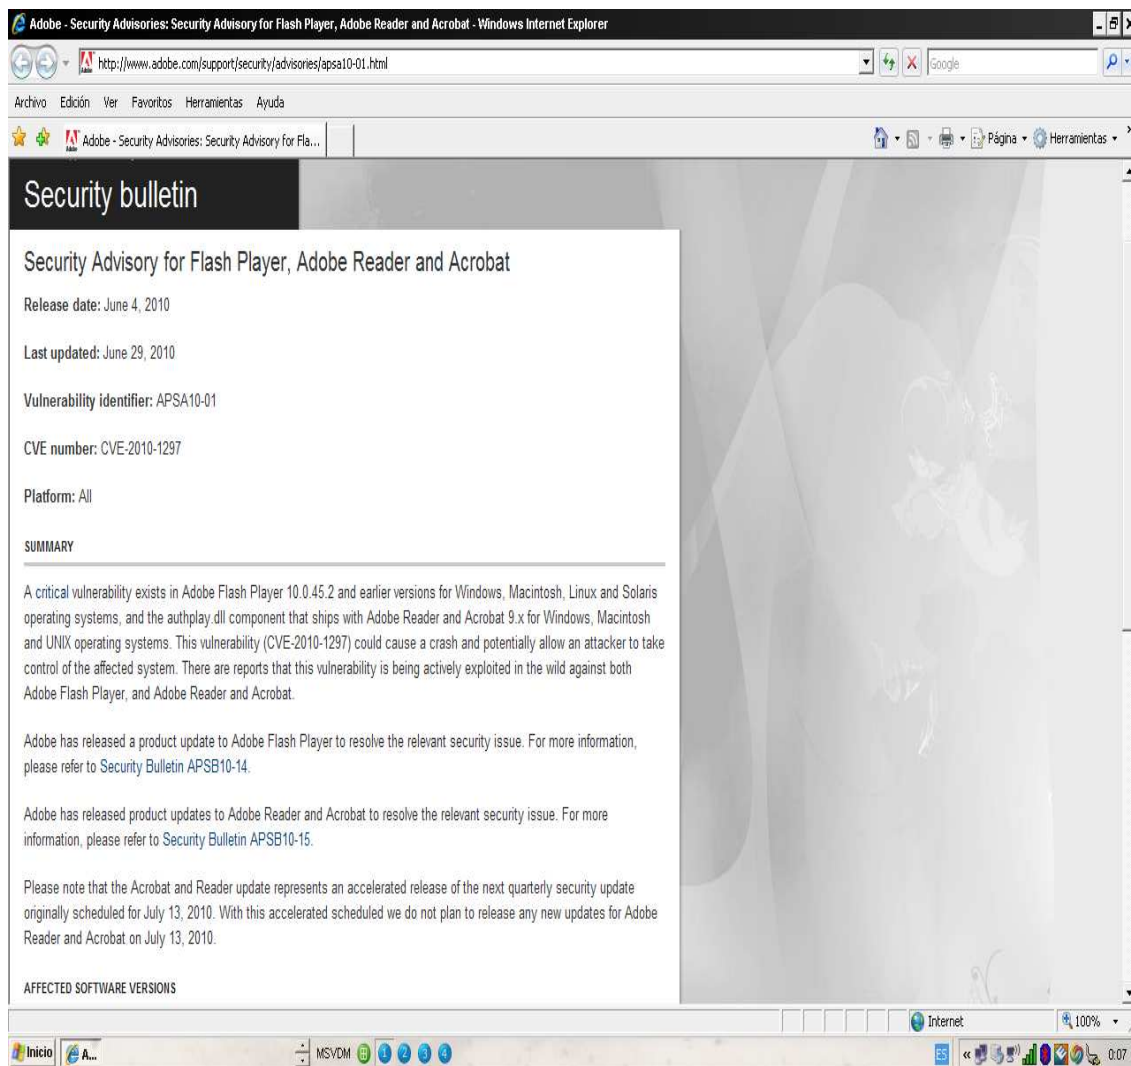 Adobe - Security Advisories: Security Advisory for Flash Player, Adobe Reader and Acrobat - Windows Internet Explorer
http://www.adobe.com/support/security/advisories/apsa10-01.html
Google
Archivo Edición Ver Favoritos Herramientas Ayuda
Adobe - Security Advisories: Security Advisory for Fla...
Página Herramientas
Security bulletin
Security Advisory for Flash Player, Adobe Reader and Acrobat
Release date: June 4, 2010
Last updated: June 29, 2010
Vulnerability identifier: APSA10-01
CVE number: CVE-2010-1297
Platform: All
SUMMARY
A critical vulnerability exists in Adobe Flash Player 10.0.45.2 and earlier versions for Windows, Macintosh, Linux and Solaris
operating systems, and the authplay.dll component that ships with Adobe Reader and Acrobat 9.x for Windows, Macintosh
and UNIX operating systems. This vulnerability (CVE-2010-1297) could cause a crash and potentially allow an attacker to take
control of the affected system. There are reports that this vulnerability is being actively exploited in the wild against both
Adobe Flash Player, and Adobe Reader and Acrobat.
Adobe has released a product update to Adobe Flash Player to resolve the relevant security issue. For more information,
please refer to Security Bulletin APSB10-14.
Adobe has released product updates to Adobe Reader and Acrobat to resolve the relevant security issue. For more
information, please refer to Security Bulletin APSB10-15.
Please note that the Acrobat and Reader update represents an accelerated release of the next quarterly security update
originally scheduled for July 13, 2010. With this accelerated scheduled we do not plan to release any new updates for Adobe
Reader and Acrobat on July 13, 2010.
AFFECTED SOFTWARE VERSIONS
Internet 100%
Inicio A... MSVDM 1 2 3 4 ES 0:07